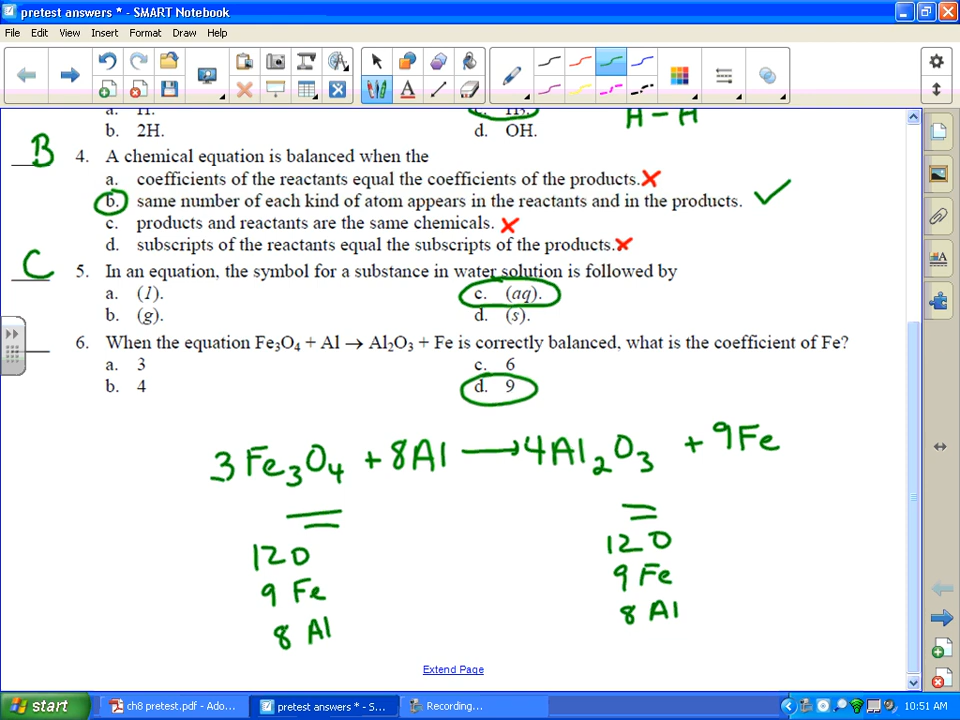 pretest answers * - SMART Notebook
File Edit View Insert Format Draw Help
b. 2H.
d. OH.
H - H
B
4. A chemical equation is balanced when the
a. coefficients of the reactants equal the coefficients of the products.
b. same number of each kind of atom appears in the reactants and in the products.
c. products and reactants are the same chemicals.
d. subscripts of the reactants equal the subscripts of the products.
C
5. In an equation, the symbol for a substance in water solution is followed by
a. (l).
c. (aq).
b. (g).
d. (s).
6. When the equation Fe₃O₄ + Al → Al₂O₃ + Fe is correctly balanced, what is the coefficient of Fe?
a. 3
c. 6
b. 4
d. 9
3Fe₃O₄ + 8Al → 4Al₂O₃ + 9Fe
12 O
9 Fe
8 Al
12 O
9 Fe
8 Al
Extend Page
start
ch8 pretest.pdf - Ado...
pretest answers * - S...
Recording...
10:51 AM